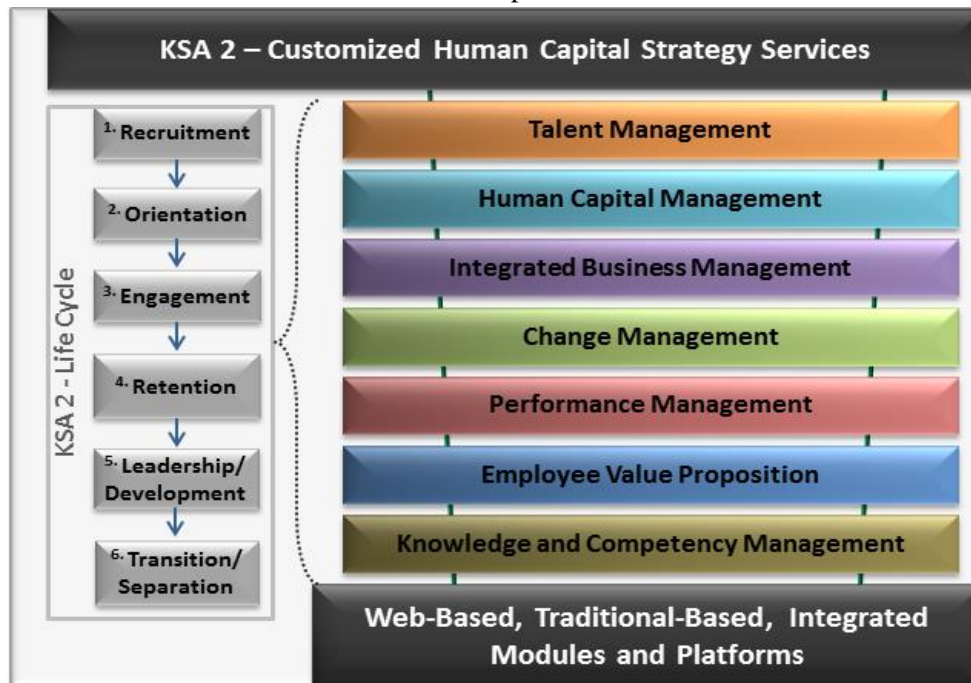 KSA 2 – Customized Human Capital Strategy Services
KSA 2 - Life Cycle
1. Recruitment
2. Orientation
3. Engagement
4. Retention
5. Leadership/
Development
6. Transition/
Separation
Talent Management
Human Capital Management
Integrated Business Management
Change Management
Performance Management
Employee Value Proposition
Knowledge and Competency Management
Web-Based, Traditional-Based, Integrated
Modules and Platforms